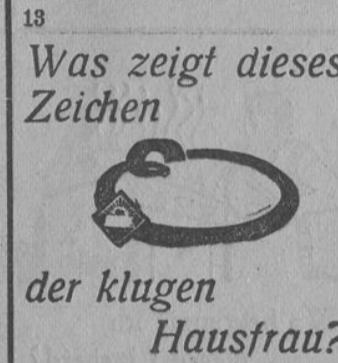 13
Was zeigt dieses
Zeichen
der klugen
Hausfrau?